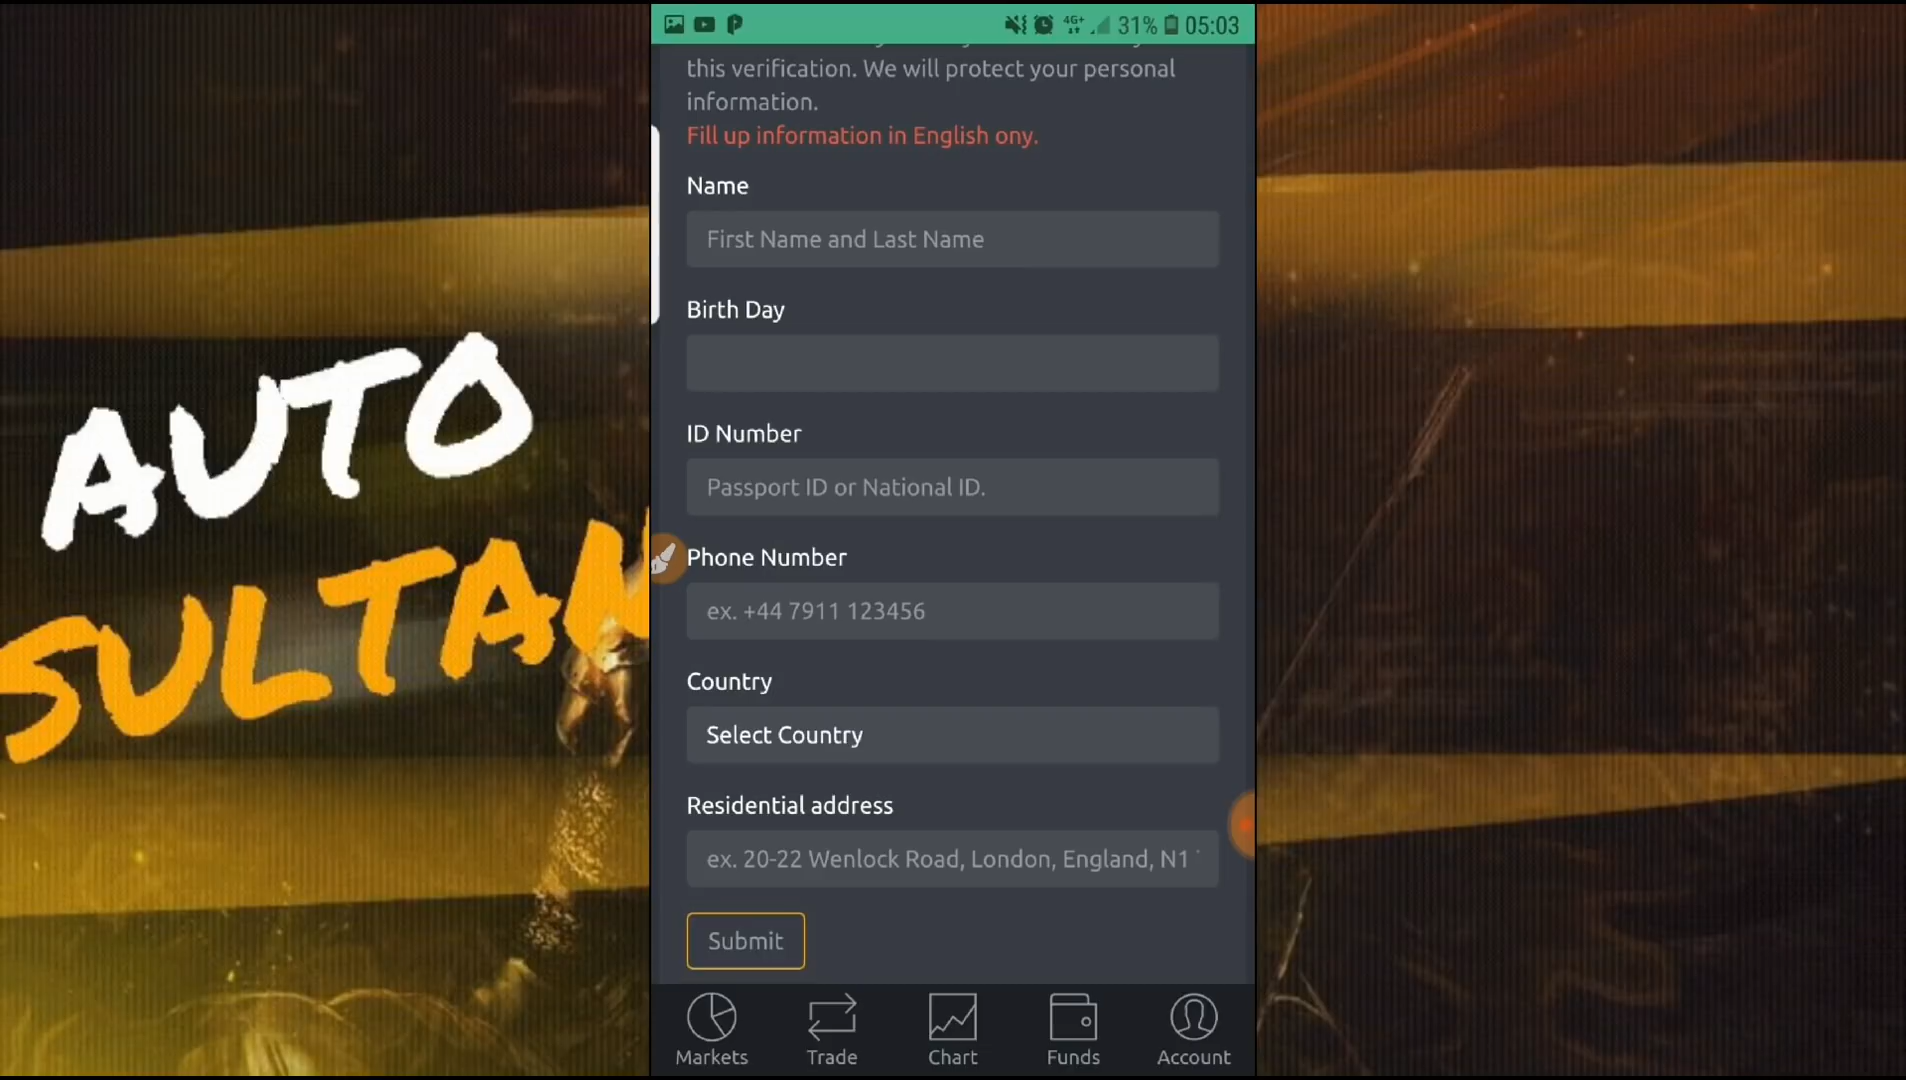 AUTO
SULTAN
4G+ 31% 05:03
this verification. We will protect your personal
information.
Fill up information in English ony.
Name
First Name and Last Name
Birth Day
ID Number
Passport ID or National ID.
Phone Number
ex. +44 7911 123456
Country
Select Country
Residential address
ex. 20-22 Wenlock Road, London, England, N1
Submit
Markets
Trade
Chart
Funds
Account